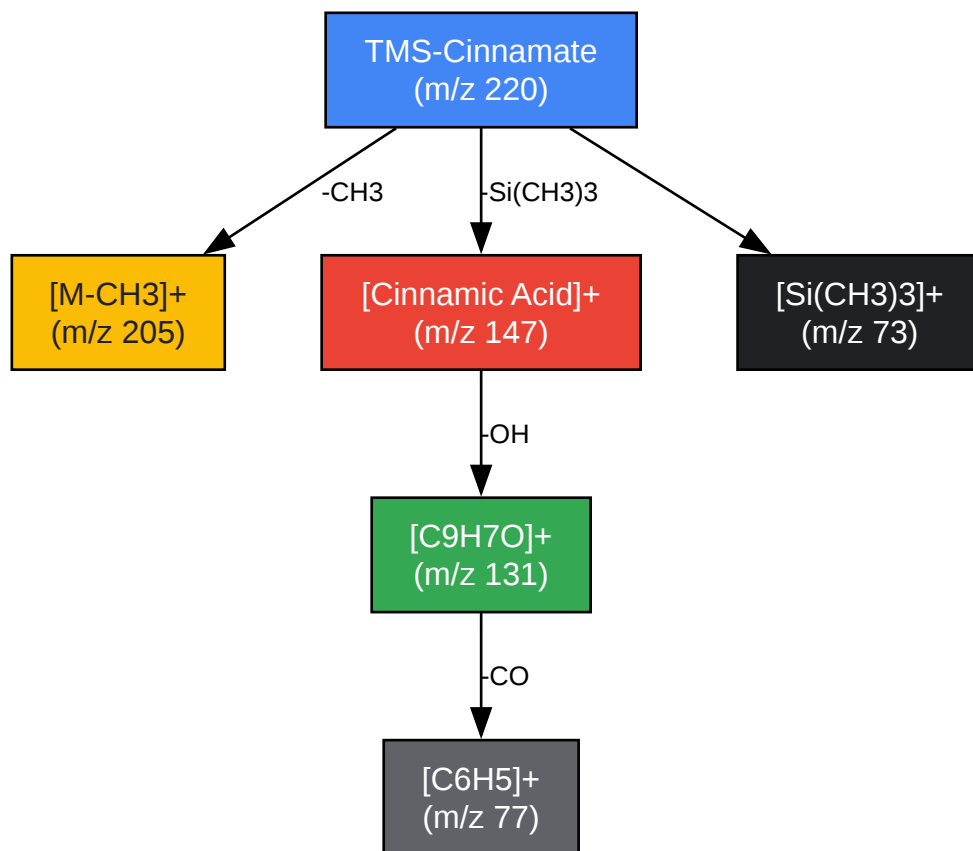 TMS-Cinnamate
(m/z 220)
-CH3
-Si(CH3)3
[M-CH3]+
(m/z 205)
[Cinnamic Acid]+
(m/z 147)
[Si(CH3)3]+
(m/z 73)
-OH
[C9H7O]+
(m/z 131)
-CO
[C6H5]+
(m/z 77)